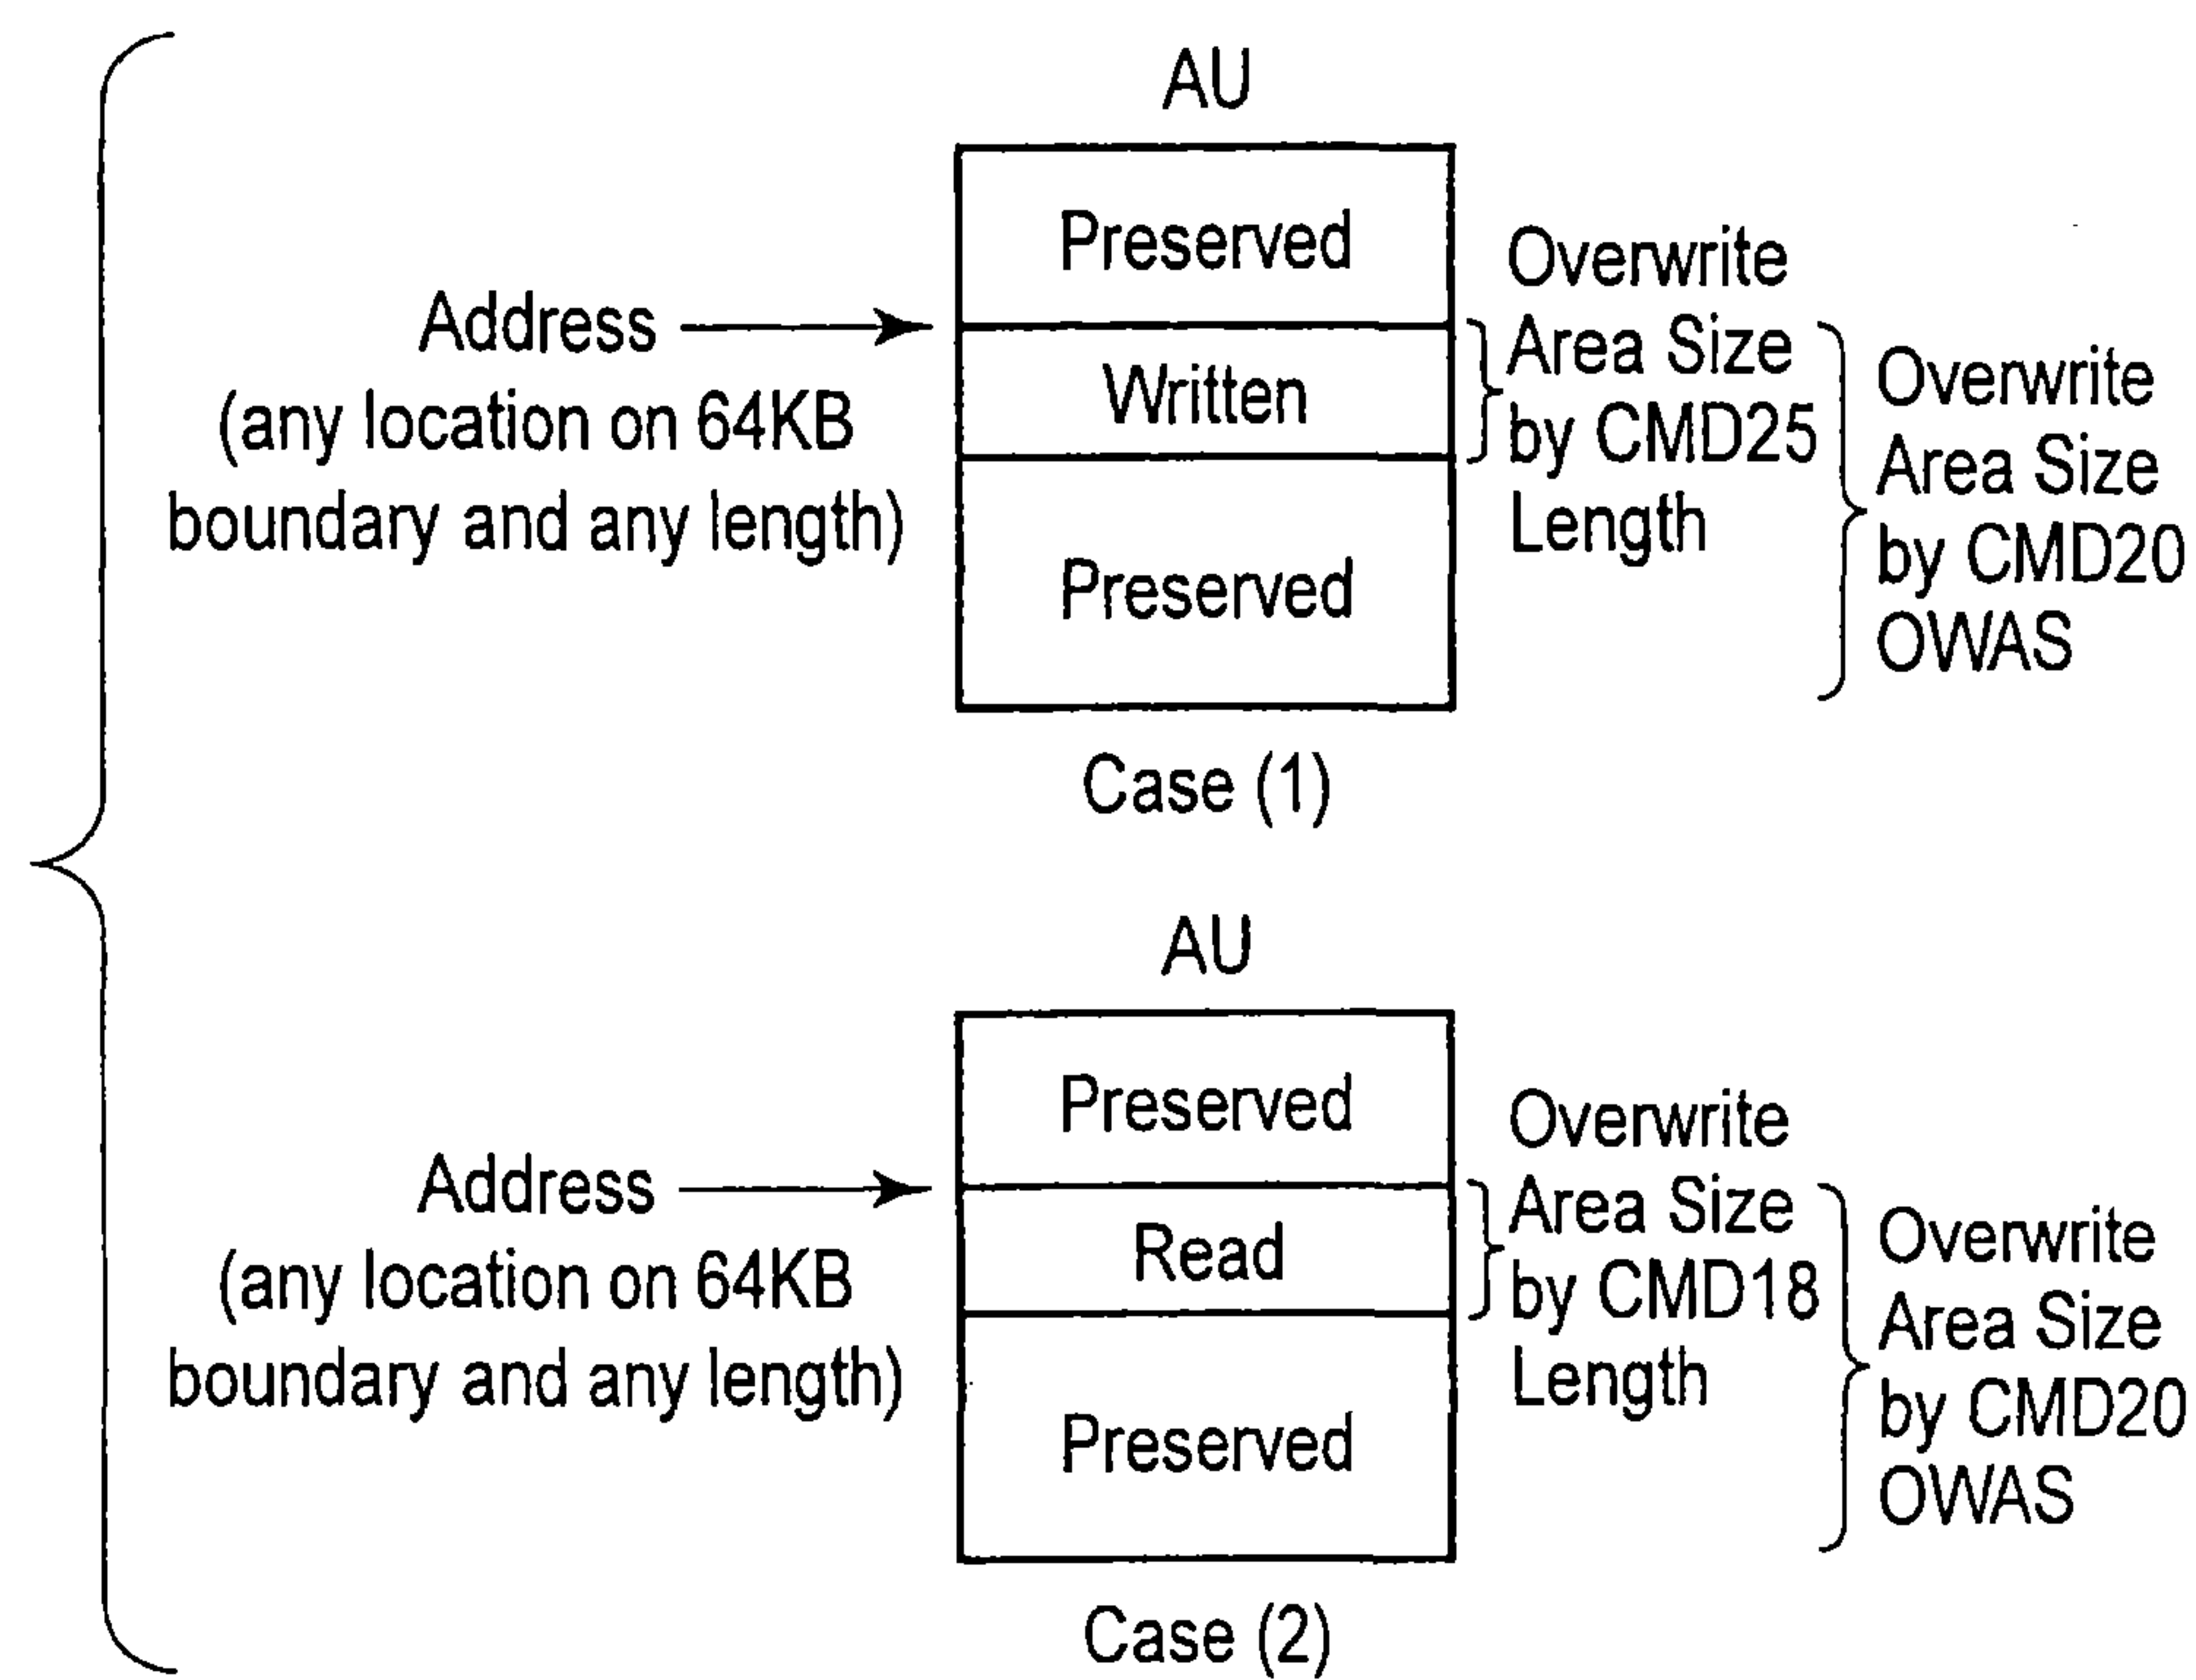 AU
Preserved
Address
(any location on 64KB
boundary and any length)
Written
Preserved
Overwrite
Area Size
by CMD25
Length
Overwrite
Area Size
by CMD20
OWAS
Case (1)
AU
Preserved
Address
(any location on 64KB
boundary and any length)
Read
Preserved
Overwrite
Area Size
by CMD18
Length
Overwrite
Area Size
by CMD20
OWAS
Case (2)